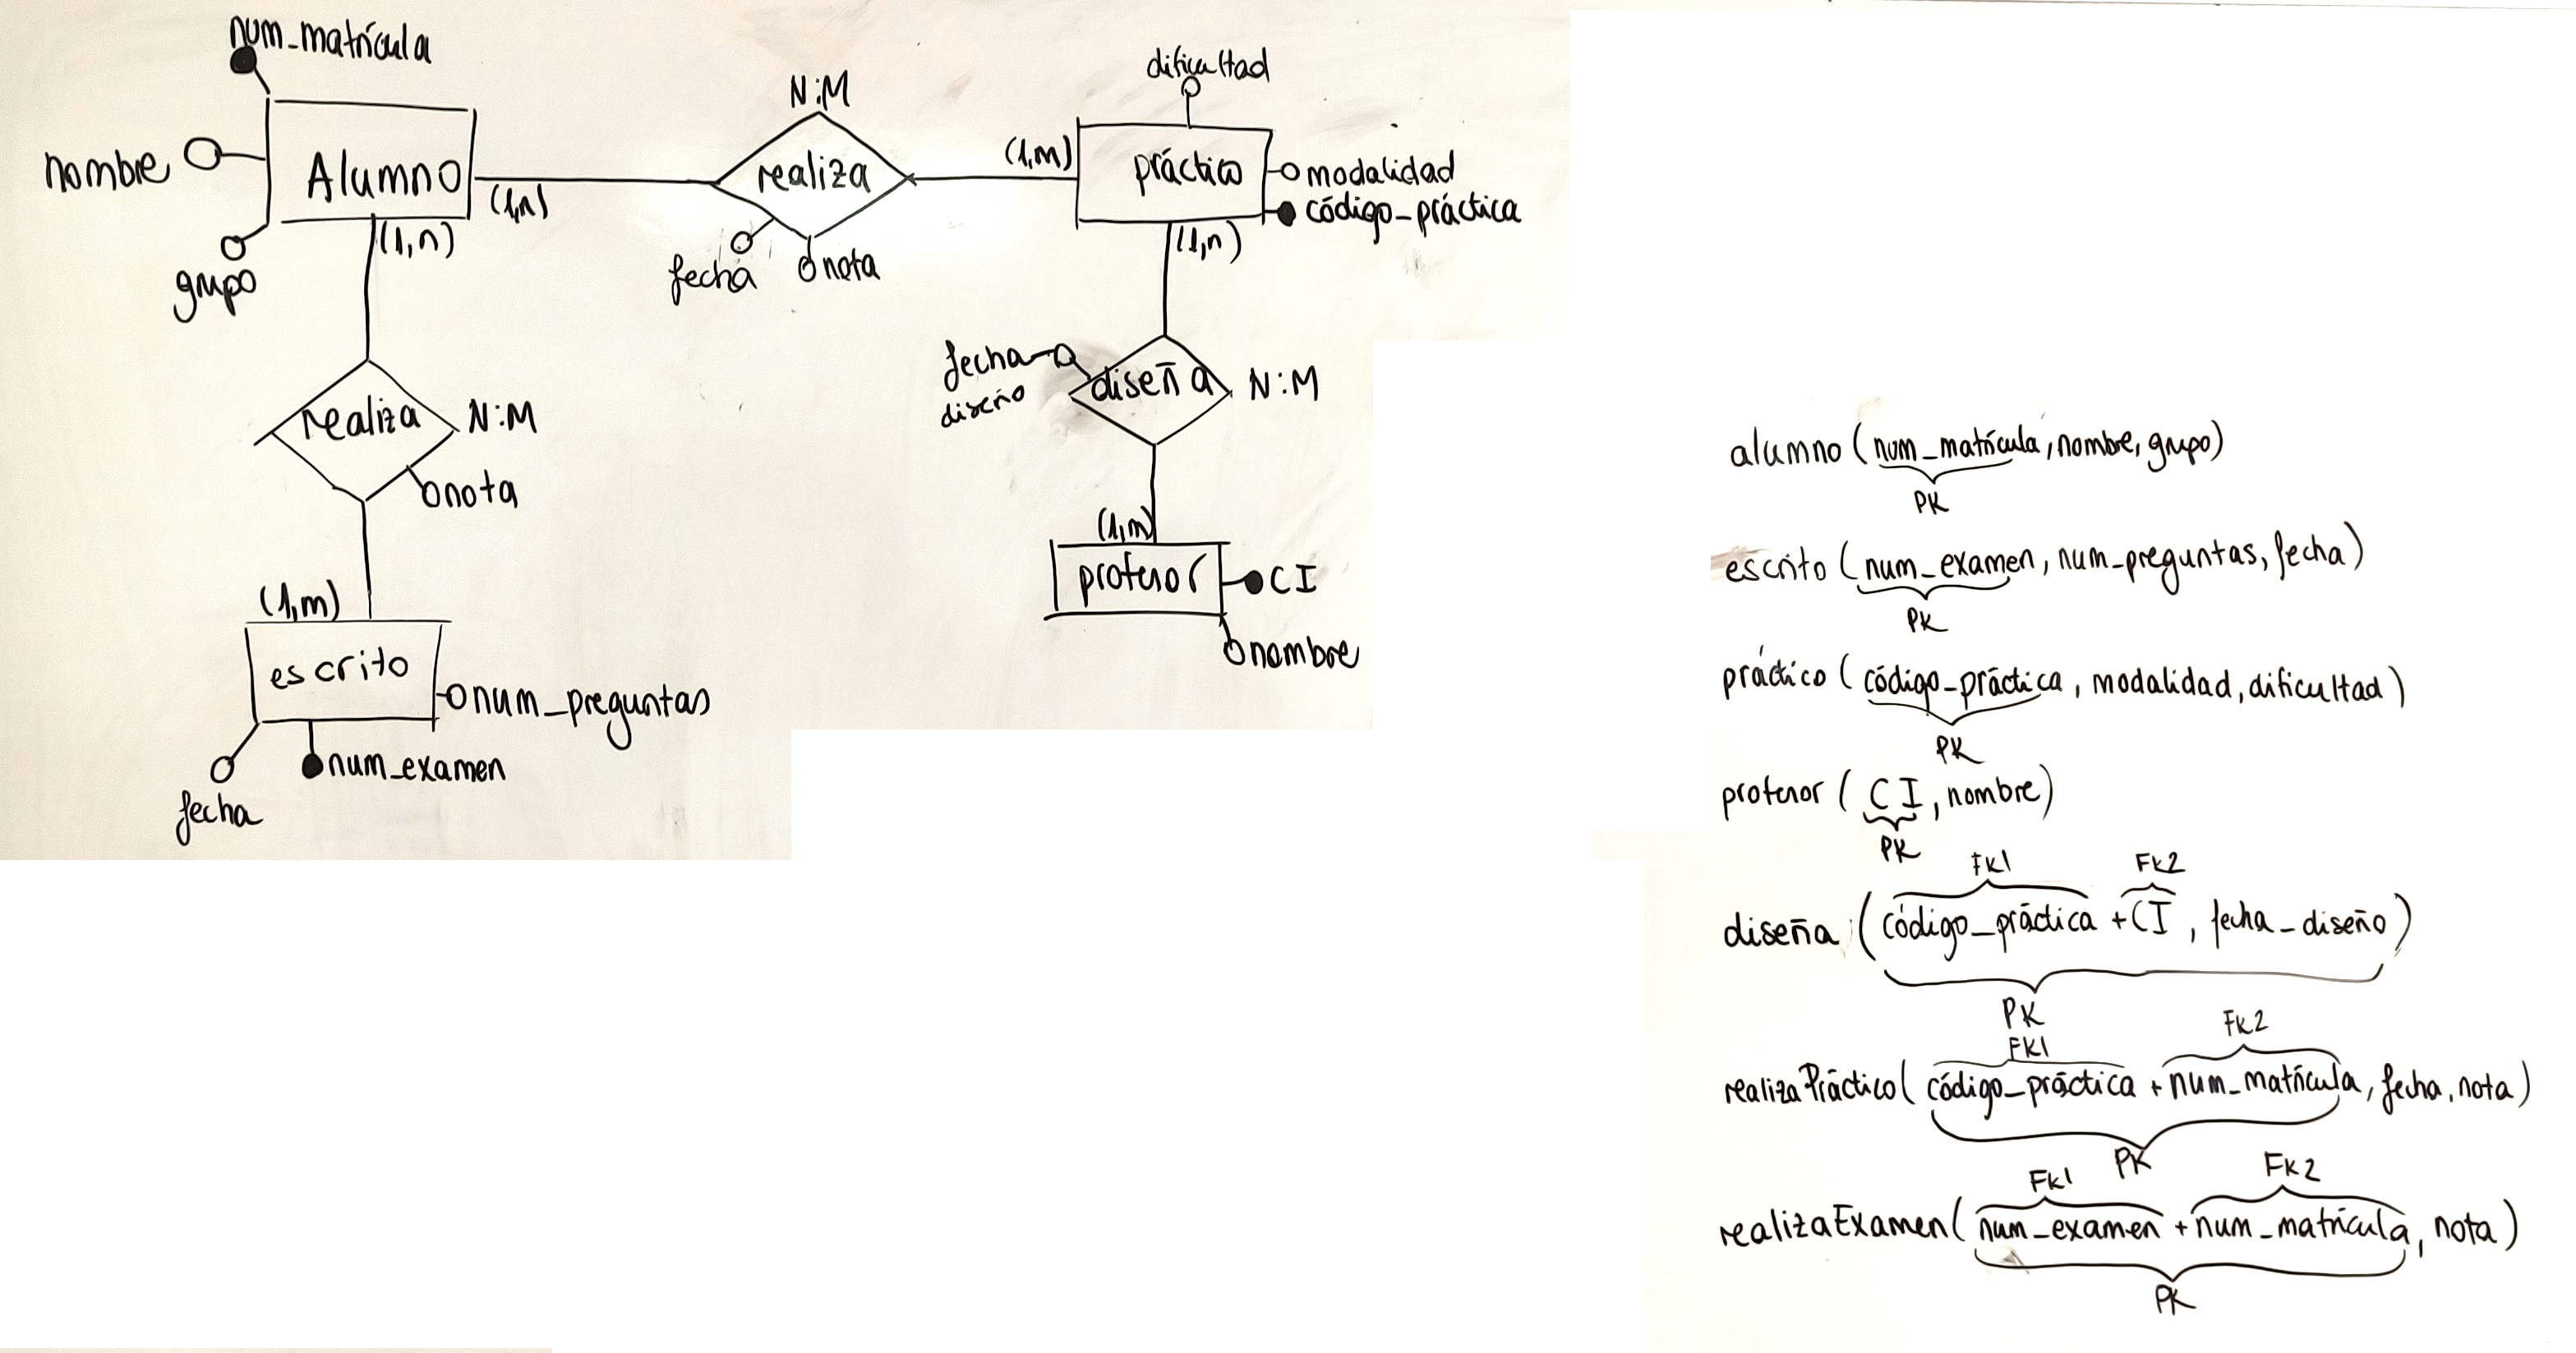 num_matrícula
nombre
Alumno
grupo
(1,n)
(1,n)
N:M
realiza
fecha
nota
(1,m)
dificultad
práctico
modalidad
código_práctica
(1,n)
fecha
diseño
diseña
N:M
(1,m)
profesor
CI
nombre
realiza
N:M
nota
(1,m)
escrito
num_preguntas
num_examen
fecha
alumno (num_matrícula, nombre, grupo)
PK
escrito (num_examen, num_preguntas, fecha)
PK
práctico (código_práctica, modalidad, dificultad)
PK
profesor (CI, nombre)
PK
FK1 FK2
diseña (código_práctica + CI, fecha_diseño)
PK
FK1 FK2
realizaPráctico (código_práctica + num_matrícula, fecha, nota)
PK
FK1 FK2
realizaExamen (num_examen + num_matrícula, nota)
PK